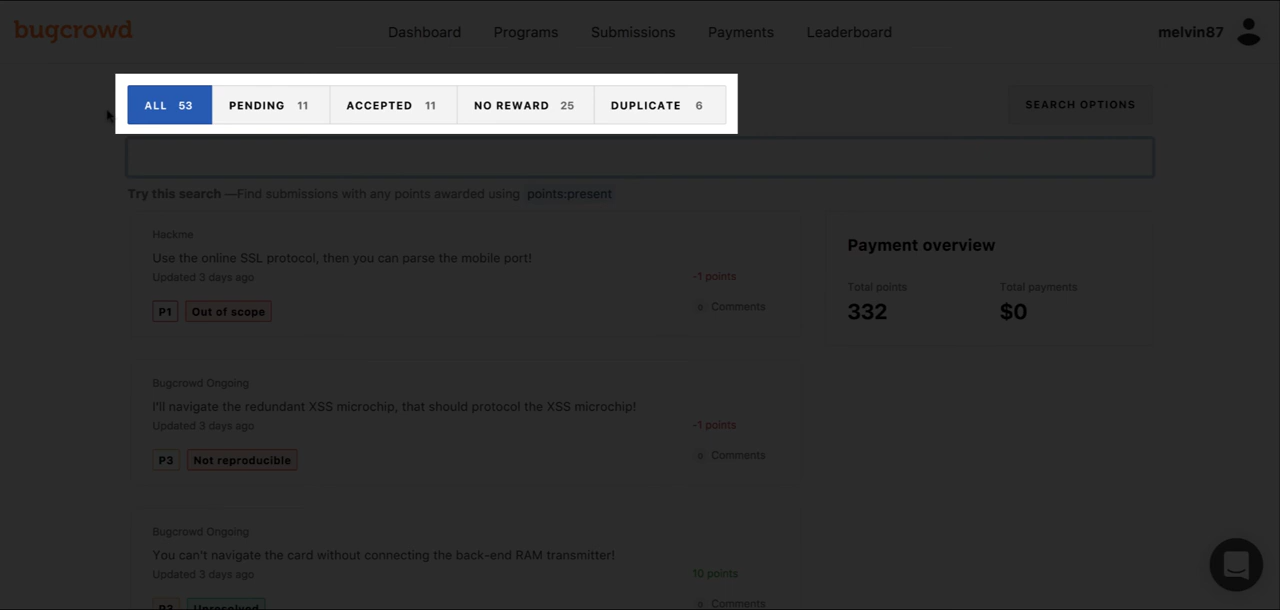 bugcrowd
Dashboard Programs Submissions Payments Leaderboard
melvin87
ALL 53 PENDING 11 ACCEPTED 11 NO REWARD 25 DUPLICATE 6
SEARCH OPTIONS
Try this search —Find submissions with any points awarded using points:present
Hackme
Use the online SSL protocol, then you can parse the mobile port!
Updated 3 days ago
-1 points
P1 Out of scope
0 Comments
Payment overview
Total points Total payments
332 $0
Bugcrowd Ongoing
I'll navigate the redundant XSS microchip, that should protocol the XSS microchip!
Updated 3 days ago
-1 points
P3 Not reproducible
0 Comments
Bugcrowd Ongoing
You can't navigate the card without connecting the back-end RAM transmitter!
Updated 3 days ago
10 points
P3 Unresolved
0 Comments